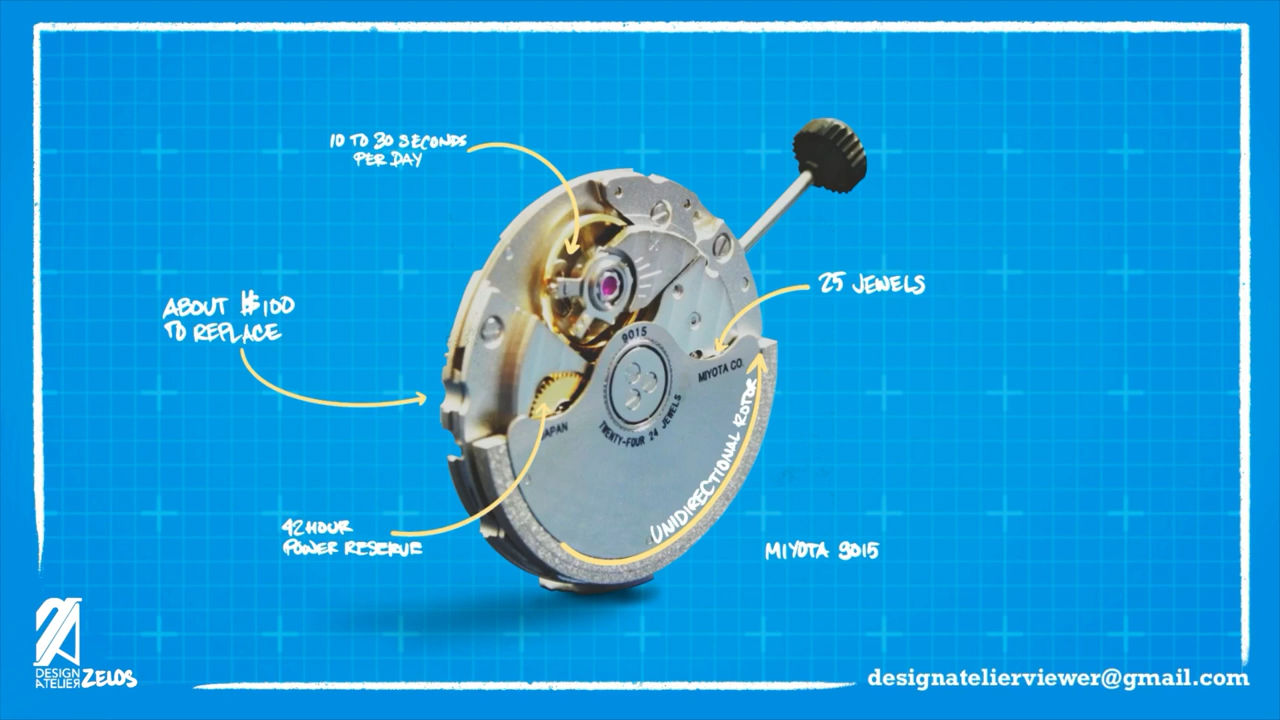 10 TO 30 SECONDS
PER DAY
25 JEWELS
ABOUT $100
TO REPLACE
9015
MIYOTA CO.
TWENTY-FOUR 24 JEWELS
JAPAN
UNIDIRECTIONAL ROTOR
42 HOUR
POWER RESERVE
MIYOTA 9015
DESIGN
ATELIER
ZELOS
designatelierviewer@gmail.com